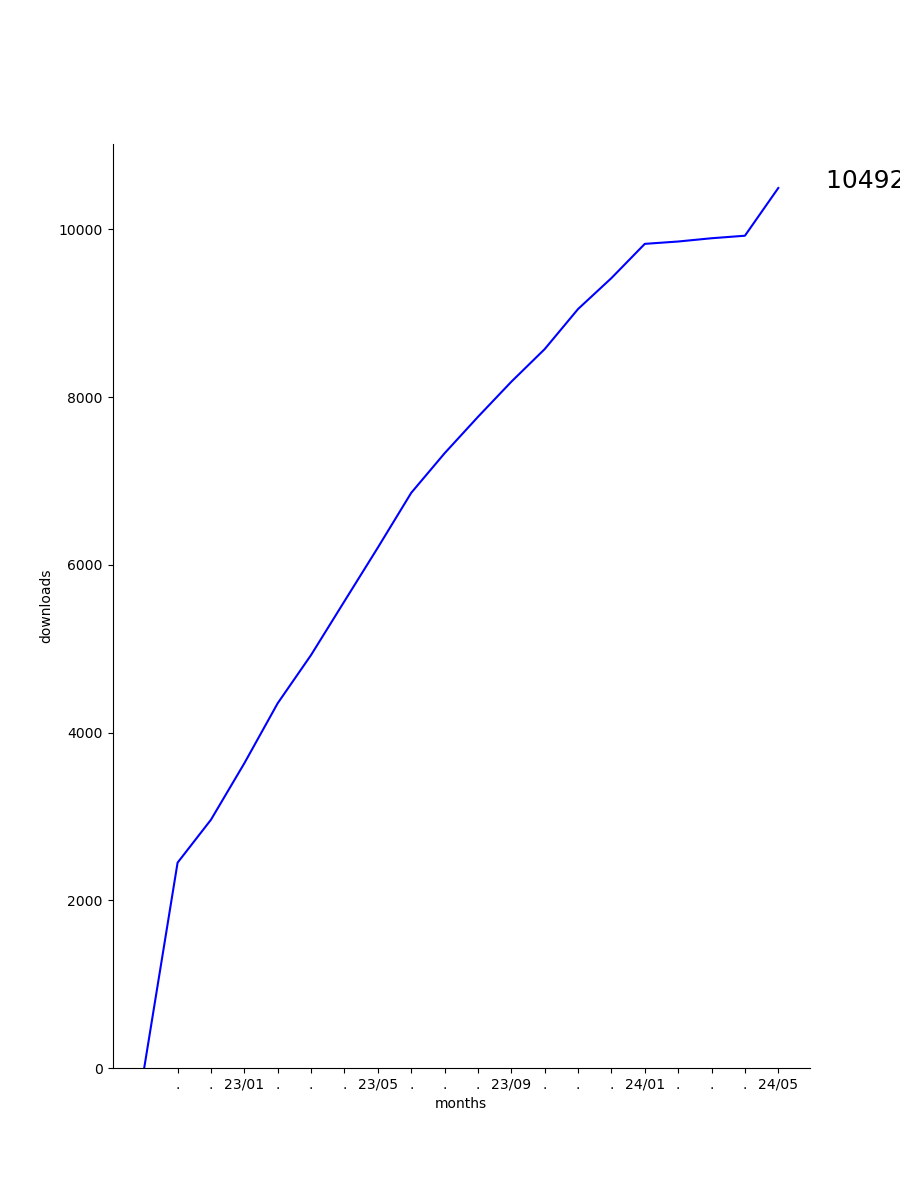 10492
10000
8000
6000
downloads
4000
2000
0
. . 23/01 . . . 23/05 . . . 23/09 . . . 24/01 . . . 24/05
months